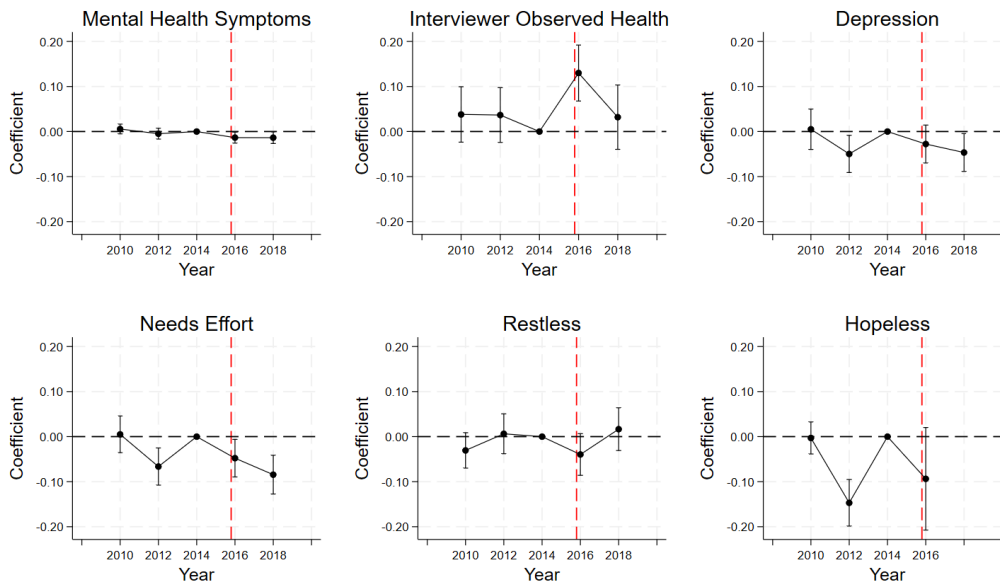 Mental Health Symptoms
0.20
0.10
0.00
-0.10
-0.20
Coefficient
2010 2012 2014 2016 2018
Year
Interviewer Observed Health
0.20
0.10
0.00
-0.10
-0.20
Coefficient
2010 2012 2014 2016 2018
Year
Depression
0.20
0.10
0.00
-0.10
-0.20
Coefficient
2010 2012 2014 2016 2018
Year
Needs Effort
0.20
0.10
0.00
-0.10
-0.20
Coefficient
2010 2012 2014 2016 2018
Year
Restless
0.20
0.10
0.00
-0.10
-0.20
Coefficient
2010 2012 2014 2016 2018
Year
Hopeless
0.20
0.10
0.00
-0.10
-0.20
Coefficient
2010 2012 2014 2016
Year